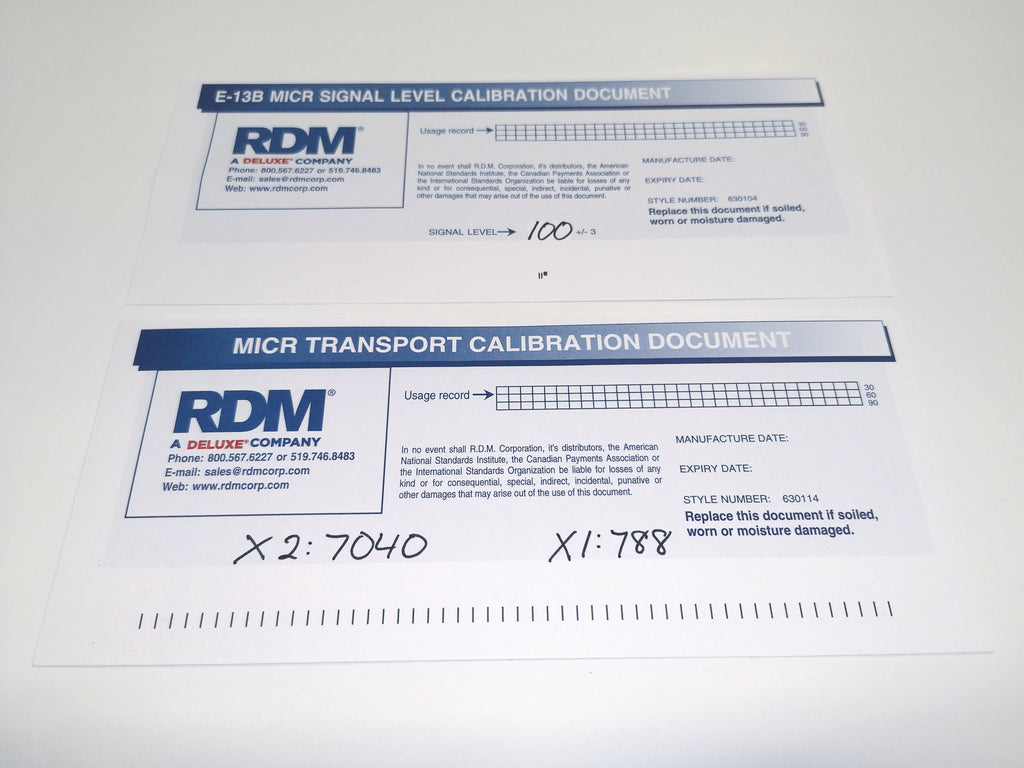 E-13B MICR SIGNAL LEVEL CALIBRATION DOCUMENT
RDM®
A DELUXE® COMPANY
Phone: 800.567.6227 or 519.746.8483
E-mail: sales@rdmcorp.com
Web: www.rdmcorp.com
Usage record
30
60
90
In no event shall R.D.M. Corporation, it's distributors, the American
National Standards Institute, the Canadian Payments Association or
the International Standards Organization be liable for losses of any
kind or for consequential, special, indirect, incidental, punative or
other damages that may arise out of the use of this document.
MANUFACTURE DATE:
EXPIRY DATE:
STYLE NUMBER: 630104
Replace this document if soiled,
worn or moisture damaged.
SIGNAL LEVEL 100 +/- 3
MICR TRANSPORT CALIBRATION DOCUMENT
RDM®
A DELUXE® COMPANY
Phone: 800.567.6227 or 519.746.8483
E-mail: sales@rdmcorp.com
Web: www.rdmcorp.com
Usage record
30
60
90
In no event shall R.D.M. Corporation, it's distributors, the American
National Standards Institute, the Canadian Payments Association or
the International Standards Organization be liable for losses of any
kind or for consequential, special, indirect, incidental, punative or
other damages that may arise out of the use of this document.
MANUFACTURE DATE:
EXPIRY DATE:
STYLE NUMBER: 630114
Replace this document if soiled,
worn or moisture damaged.
X2: 7040 X1: 788